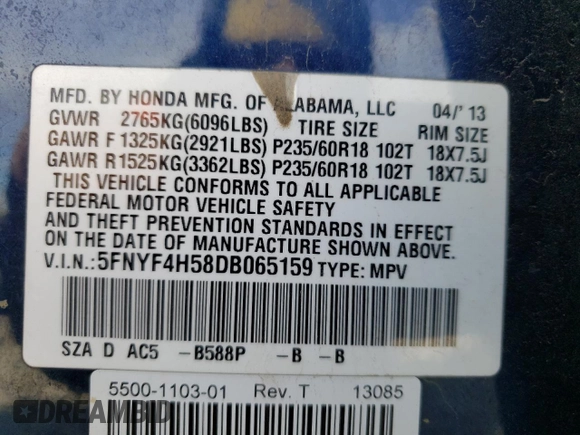 MFD. BY HONDA MFG. OF ALABAMA, LLC 04/'13
GVWR 2765KG(6096LBS) TIRE SIZE RIM SIZE
GAWR F 1325KG(2921LBS) P235/60R18 102T 18X7.5J
GAWR R1525KG(3362LBS) P235/60R18 102T 18X7.5J
THIS VEHICLE CONFORMS TO ALL APPLICABLE
FEDERAL MOTOR VEHICLE SAFETY
AND THEFT PREVENTION STANDARDS IN EFFECT
ON THE DATE OF MANUFACTURE SHOWN ABOVE.
V.I.N.:5FNYF4H58DB065159 TYPE: MPV
SZA D AC5 -B588P -B -B
5500-1103-01 Rev. T 13085
DREAMBID